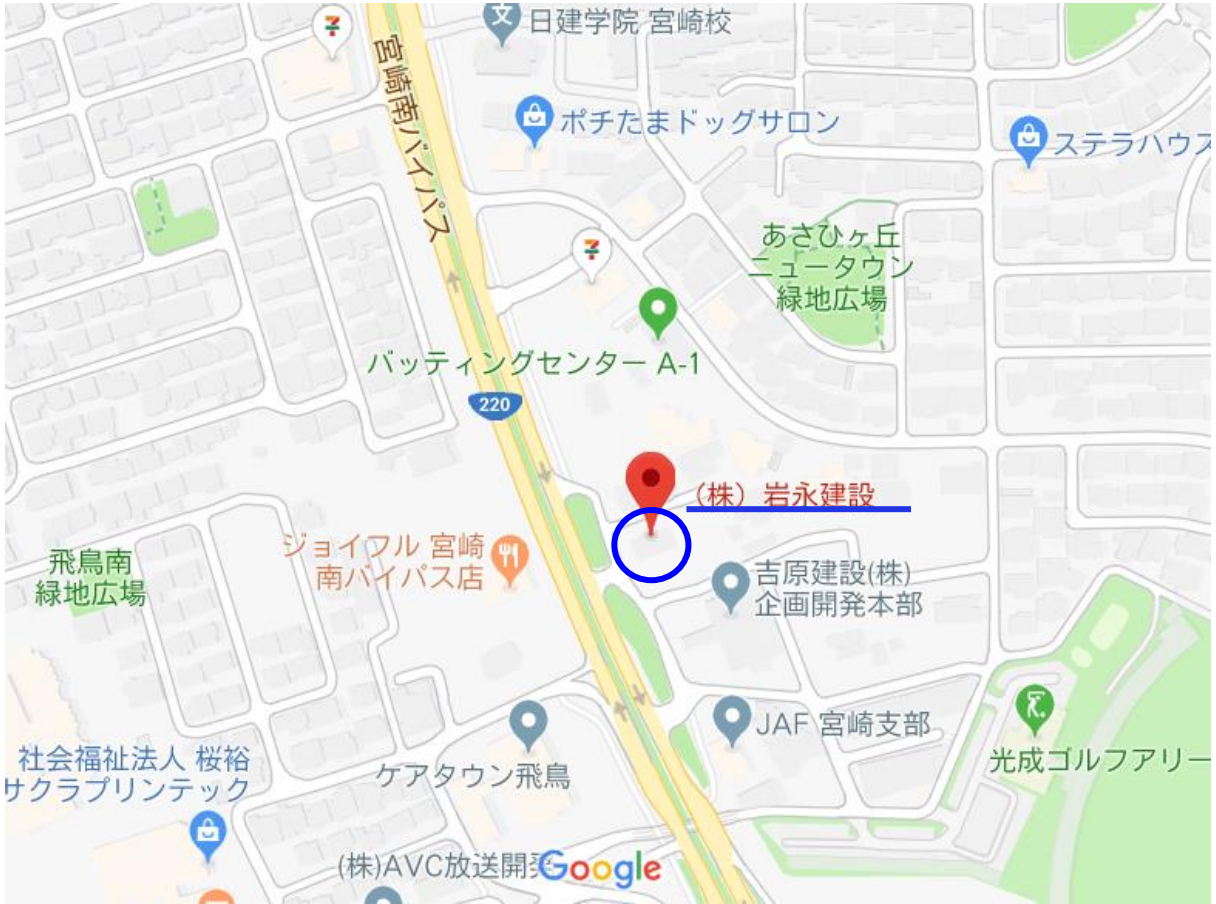 日建学院 宮崎校
宮崎南バイパス
ポチたまドッグサロン
ステラハウス
あさひヶ丘
ニュータウン
緑地広場
バッティングセンター A-1
220
(株) 岩永建設
ジョイフル 宮崎
南バイパス店
飛鳥南
緑地広場
吉原建設(株)
企画開発本部
JAF 宮崎支部
光成ゴルフアリー
社会福祉法人 桜裕
サクラプリンテック
ケアタウン飛鳥
(株)AVC放送開発
Google